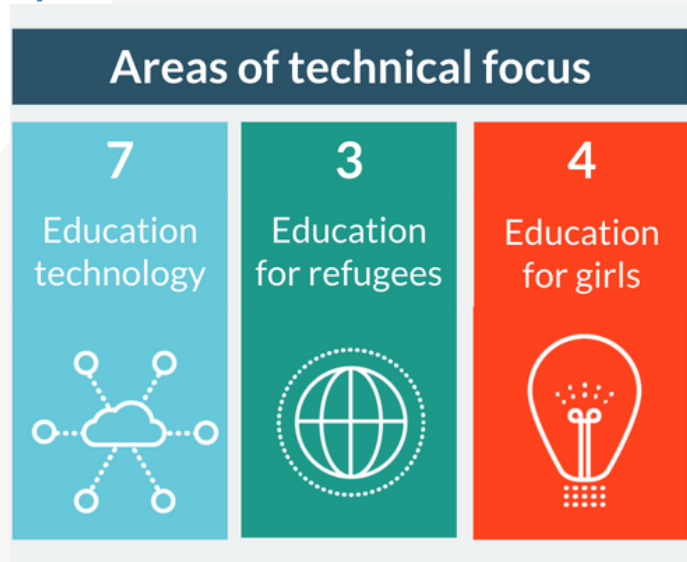 Areas of technical focus
7
Education
technology
3
Education
for refugees
4
Education
for girls